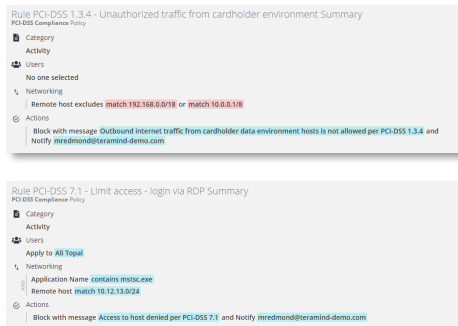 Rule PCI-DSS 1.3.4 - Unauthorized traffic from cardholder environment Summary
PCI-DSS Compliance Policy
Category
Activity
Users
No one selected
Networking
Remote host excludes match 192.168.0.0/18 or match 10.0.0.1/8
Actions
Block with message Outbound internet traffic from cardholder data environment hosts is not allowed per PCI-DSS 1.3.4 and
Notify mredmond@teramind-demo.com
Rule PCI-DSS 7.1 - Limit access - login via RDP Summary
PCI-DSS Compliance Policy
Category
Activity
Users
Apply to Ali Topal
Networking
AND
Application Name contains mstsc.exe
Remote host match 10.12.13.0/24
Actions
Block with message Access to host denied per PCI-DSS 7.1 and Notify mredmond@teramind-demo.com